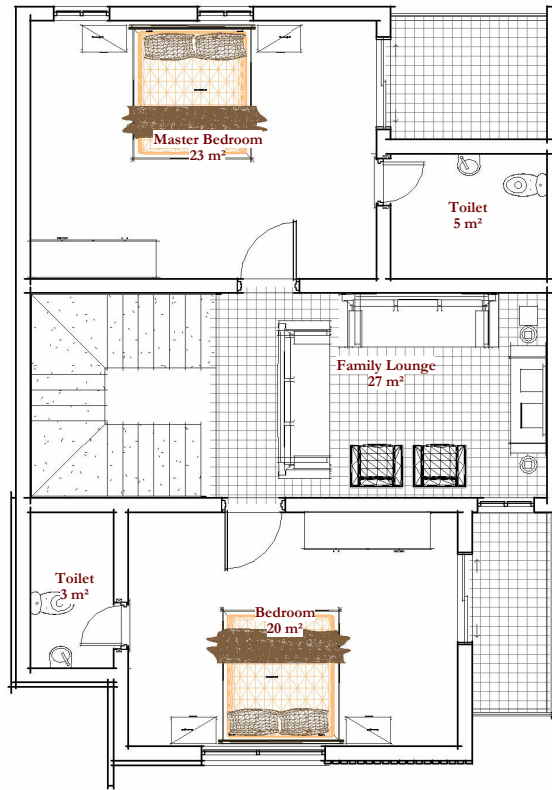 Master Bedroom
23 m²
Toilet
5 m²
Family Lounge
27 m²
Toilet
3 m²
Bedroom
20 m²